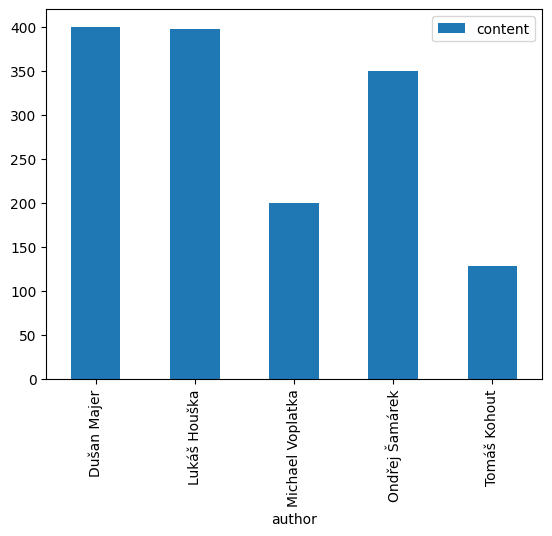 content
400
350
300
250
200
150
100
50
0
Dušan Majer
Lukáš Houška
Michael Voplatka
Ondřej Šamárek
Tomáš Kohout
author